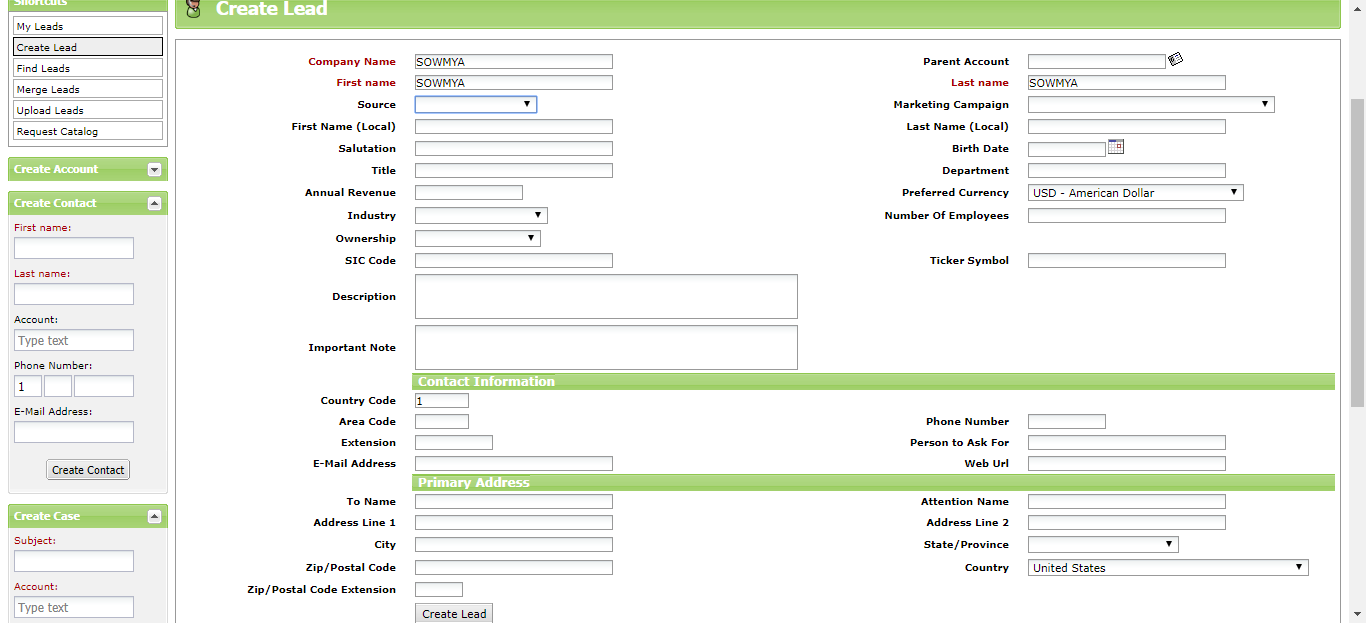 Shortcuts
My Leads
Create Lead
Find Leads
Merge Leads
Upload Leads
Request Catalog
Create Account
Create Contact
First name:
Last name:
Account:
Type text
Phone Number:
1
E-Mail Address:
Create Contact
Create Case
Subject:
Account:
Type text
Create Lead
Company Name SOWMYA Parent Account
First name SOWMYA Last name SOWMYA
Source Marketing Campaign
First Name (Local) Last Name (Local)
Salutation Birth Date
Title Department
Annual Revenue Preferred Currency USD - American Dollar
Industry Number Of Employees
Ownership
SIC Code Ticker Symbol
Description
Important Note
Contact Information
Country Code 1
Area Code Phone Number
Extension Person to Ask For
E-Mail Address Web Url
Primary Address
To Name Attention Name
Address Line 1 Address Line 2
City State/Province
Zip/Postal Code Country United States
Zip/Postal Code Extension
Create Lead